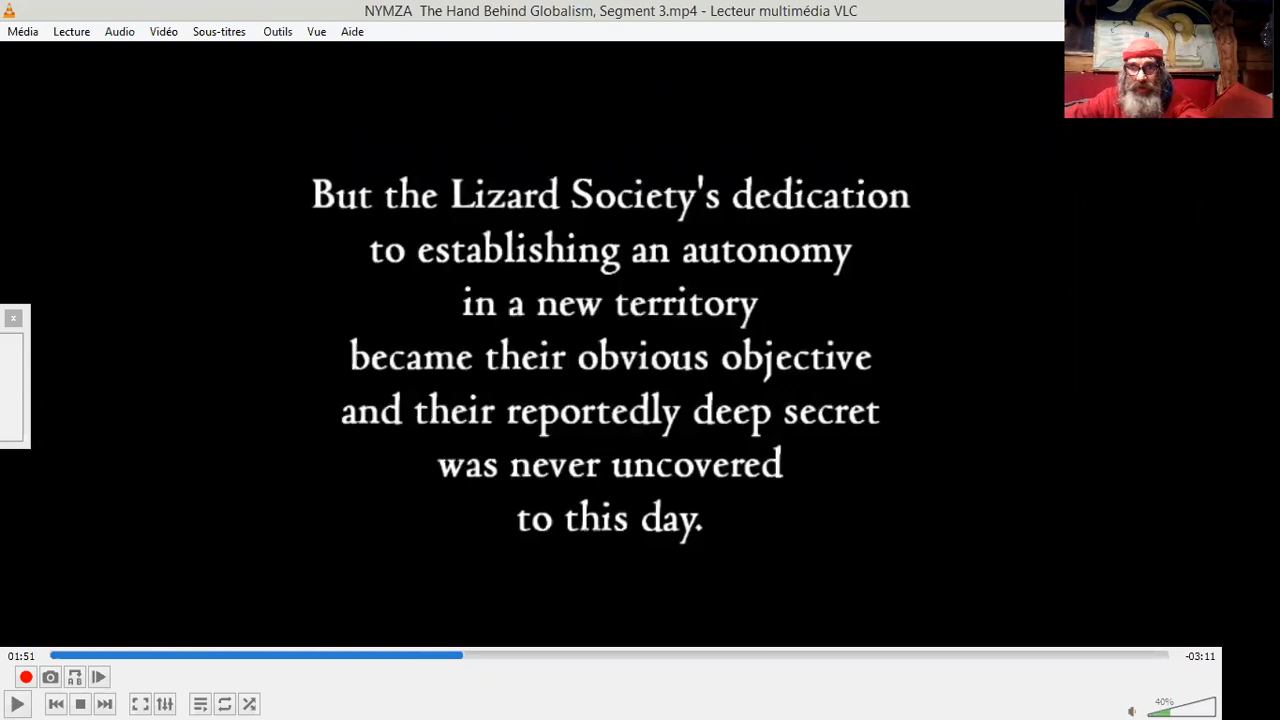 NYMZA  The Hand Behind Globalism, Segment 3.mp4 - Lecteur multimédia VLC
Média Lecture Audio Vidéo Sous-titres Outils Vue Aide
But the Lizard Society's dedication
to establishing an autonomy
in a new territory
became their obvious objective
and their reportedly deep secret
was never uncovered
to this day.
x
01:51
-03:11
A B
40%